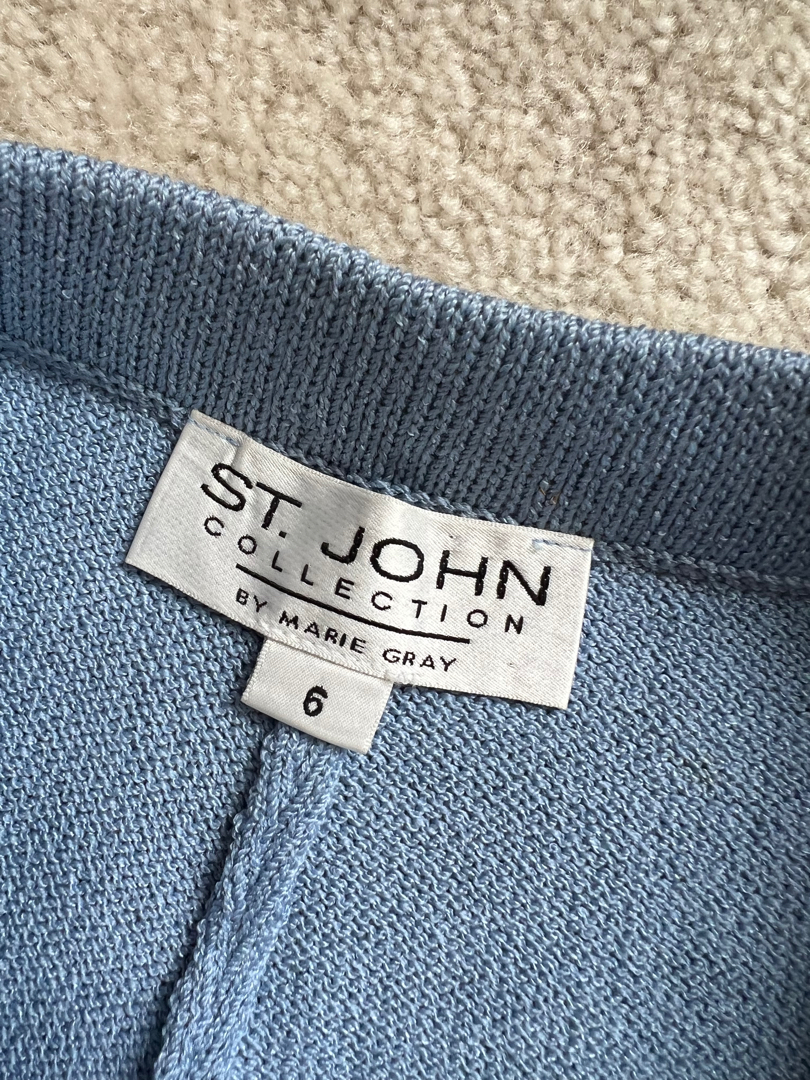 ST. JOHN
COLLECTION
BY MARIE GRAY
6